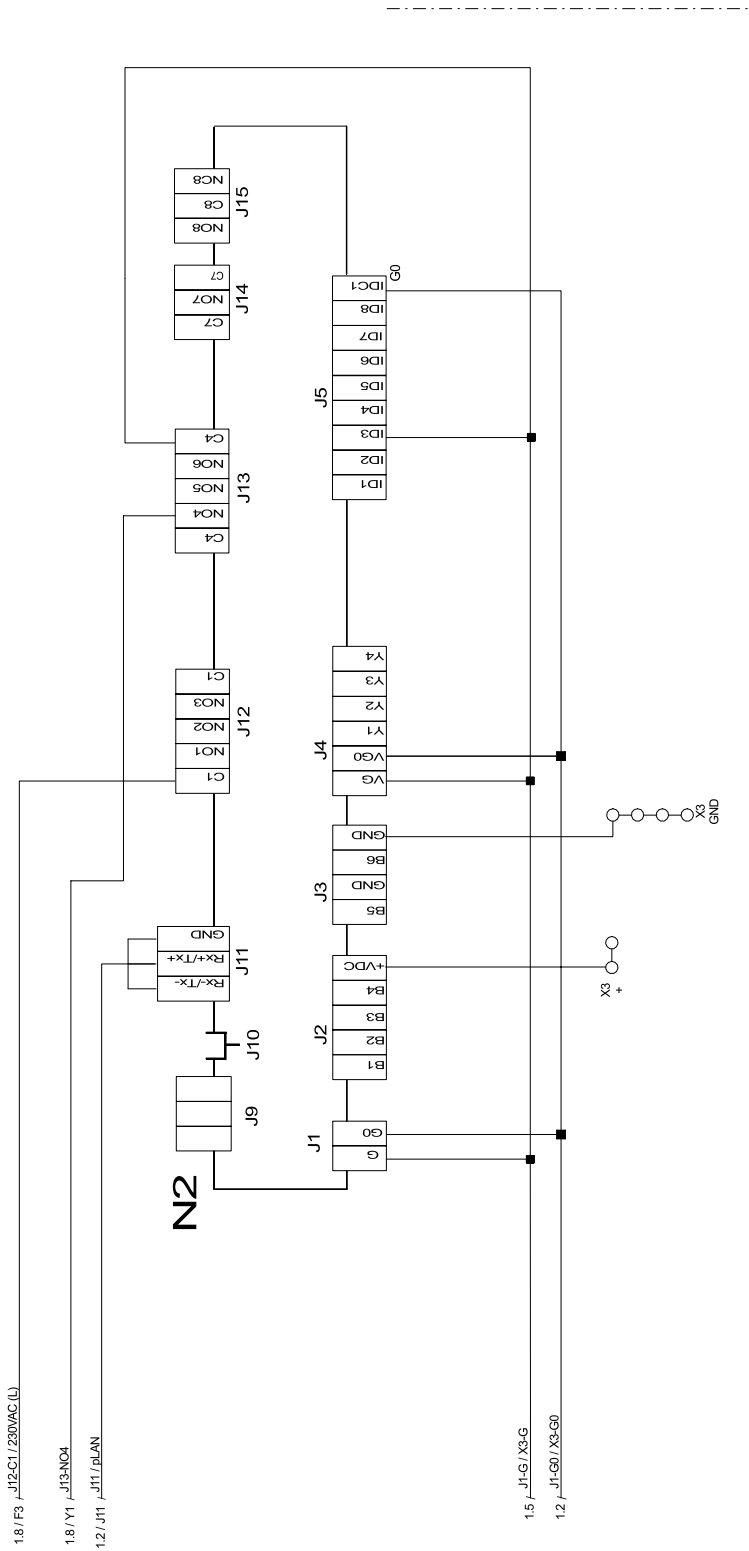 NC8
C8
NO8
J15
C7
NO7
C7
J14
C4
NO6
NO5
NO4
C4
J13
C1
NO3
NO2
NO1
C1
J12
GND
Rx+/Tx+
Rx-/Tx-
J11
J10
J9
N2
G0
IDC1
ID8
ID7
ID6
ID5
ID4
ID3
ID2
ID1
J5
Y4
Y3
Y2
Y1
VG0
VG
J4
GND
B6
GND
B5
J3
+VDC
B4
B3
B2
B1
J2
G0
G
J1
X3
GND
X3
+
1.8 / F3 J12-C1 / 230VAC (L)
1.8 / Y1 J13-NO4
1.2 / J11 J11 / pLAN
1.5 / J1-G / X3-G
1.2 / J1-G0 / X3-G0